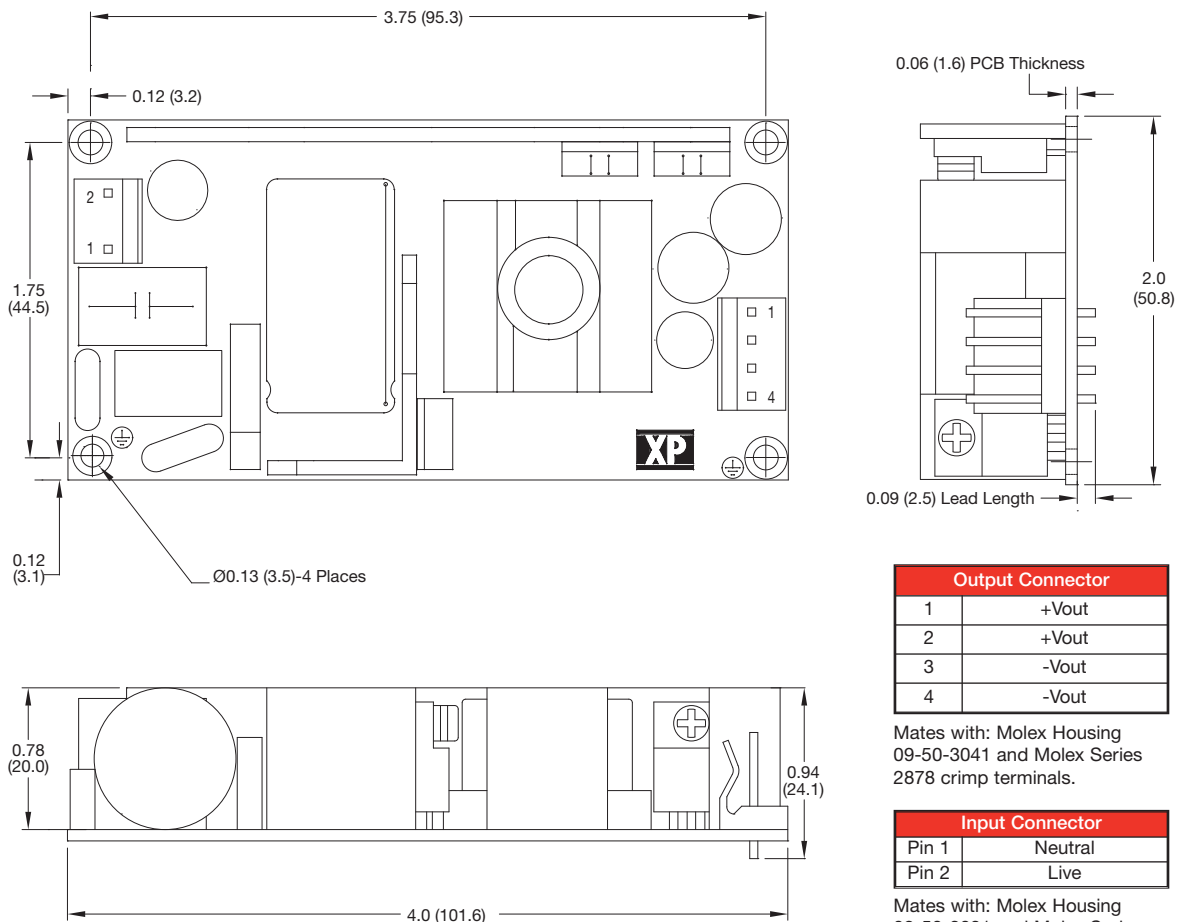 3.75 (95.3)
0.12 (3.2)
0.06 (1.6) PCB Thickness
2
1
1.75
(44.5)
1
4
XP
2.0
(50.8)
0.09 (2.5) Lead Length
0.12
(3.1)
Ø0.13 (3.5)-4 Places
Output Connector
1 +Vout
2 +Vout
3 -Vout
4 -Vout
Mates with: Molex Housing
09-50-3041 and Molex Series
2878 crimp terminals.
0.78
(20.0)
0.94
(24.1)
4.0 (101.6)
Input Connector
Pin 1 Neutral
Pin 2 Live
Mates with: Molex Housing